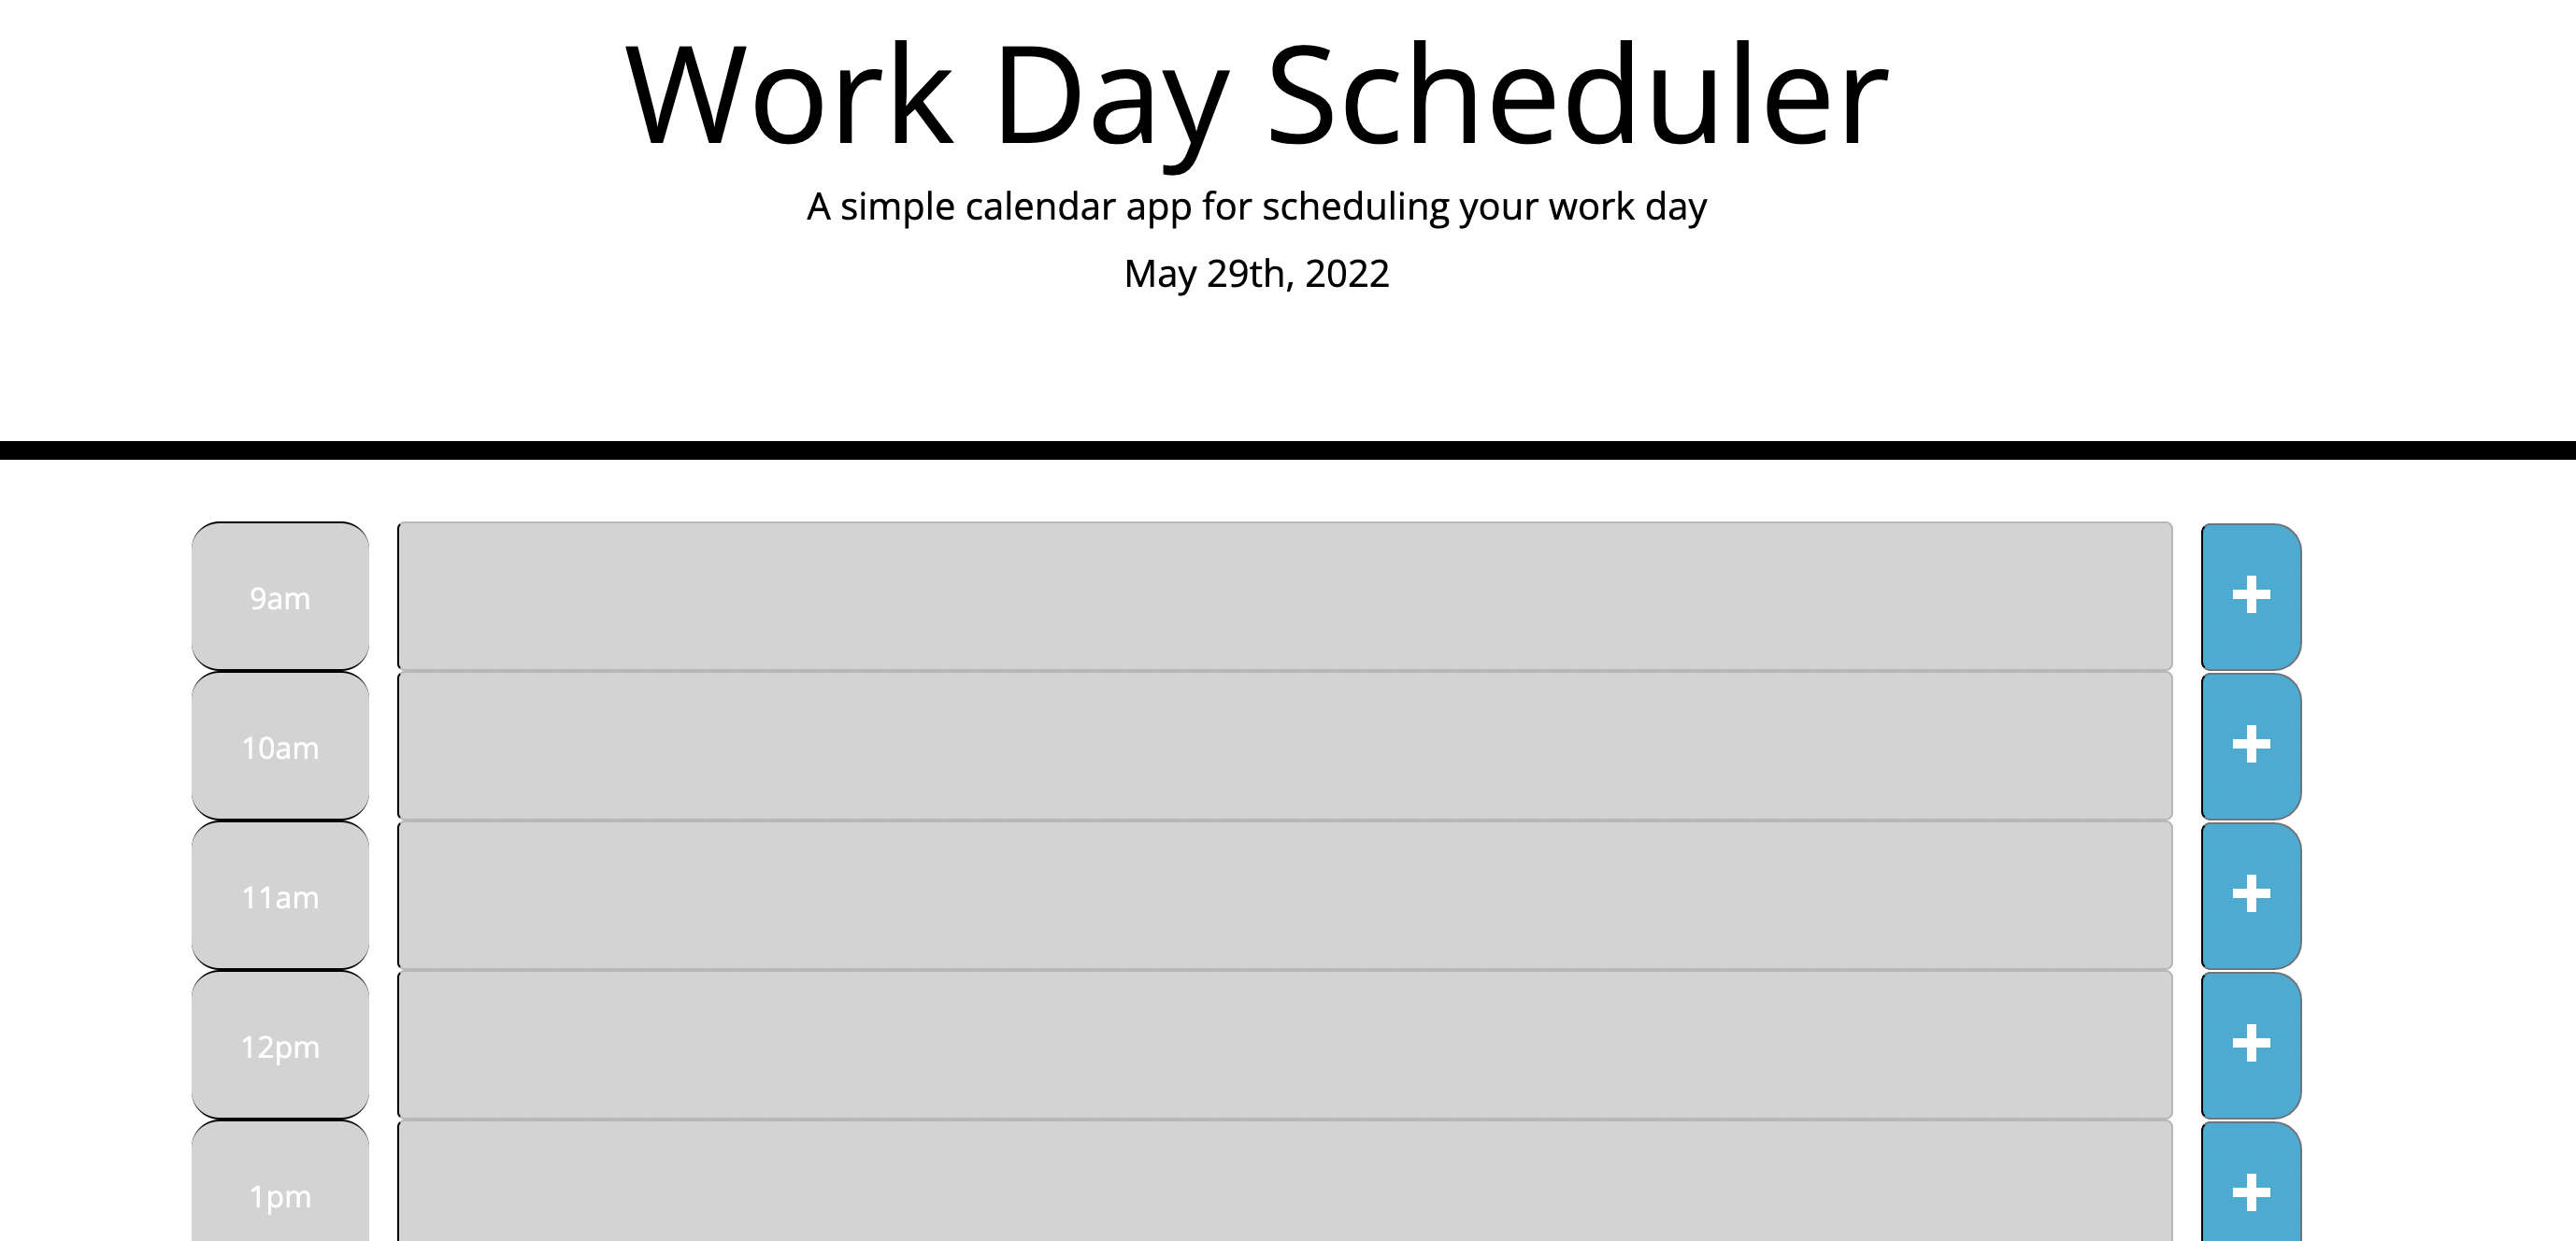 Work Day Scheduler
A simple calendar app for scheduling your work day
May 29th, 2022
9am
10am
11am
12pm
1pm